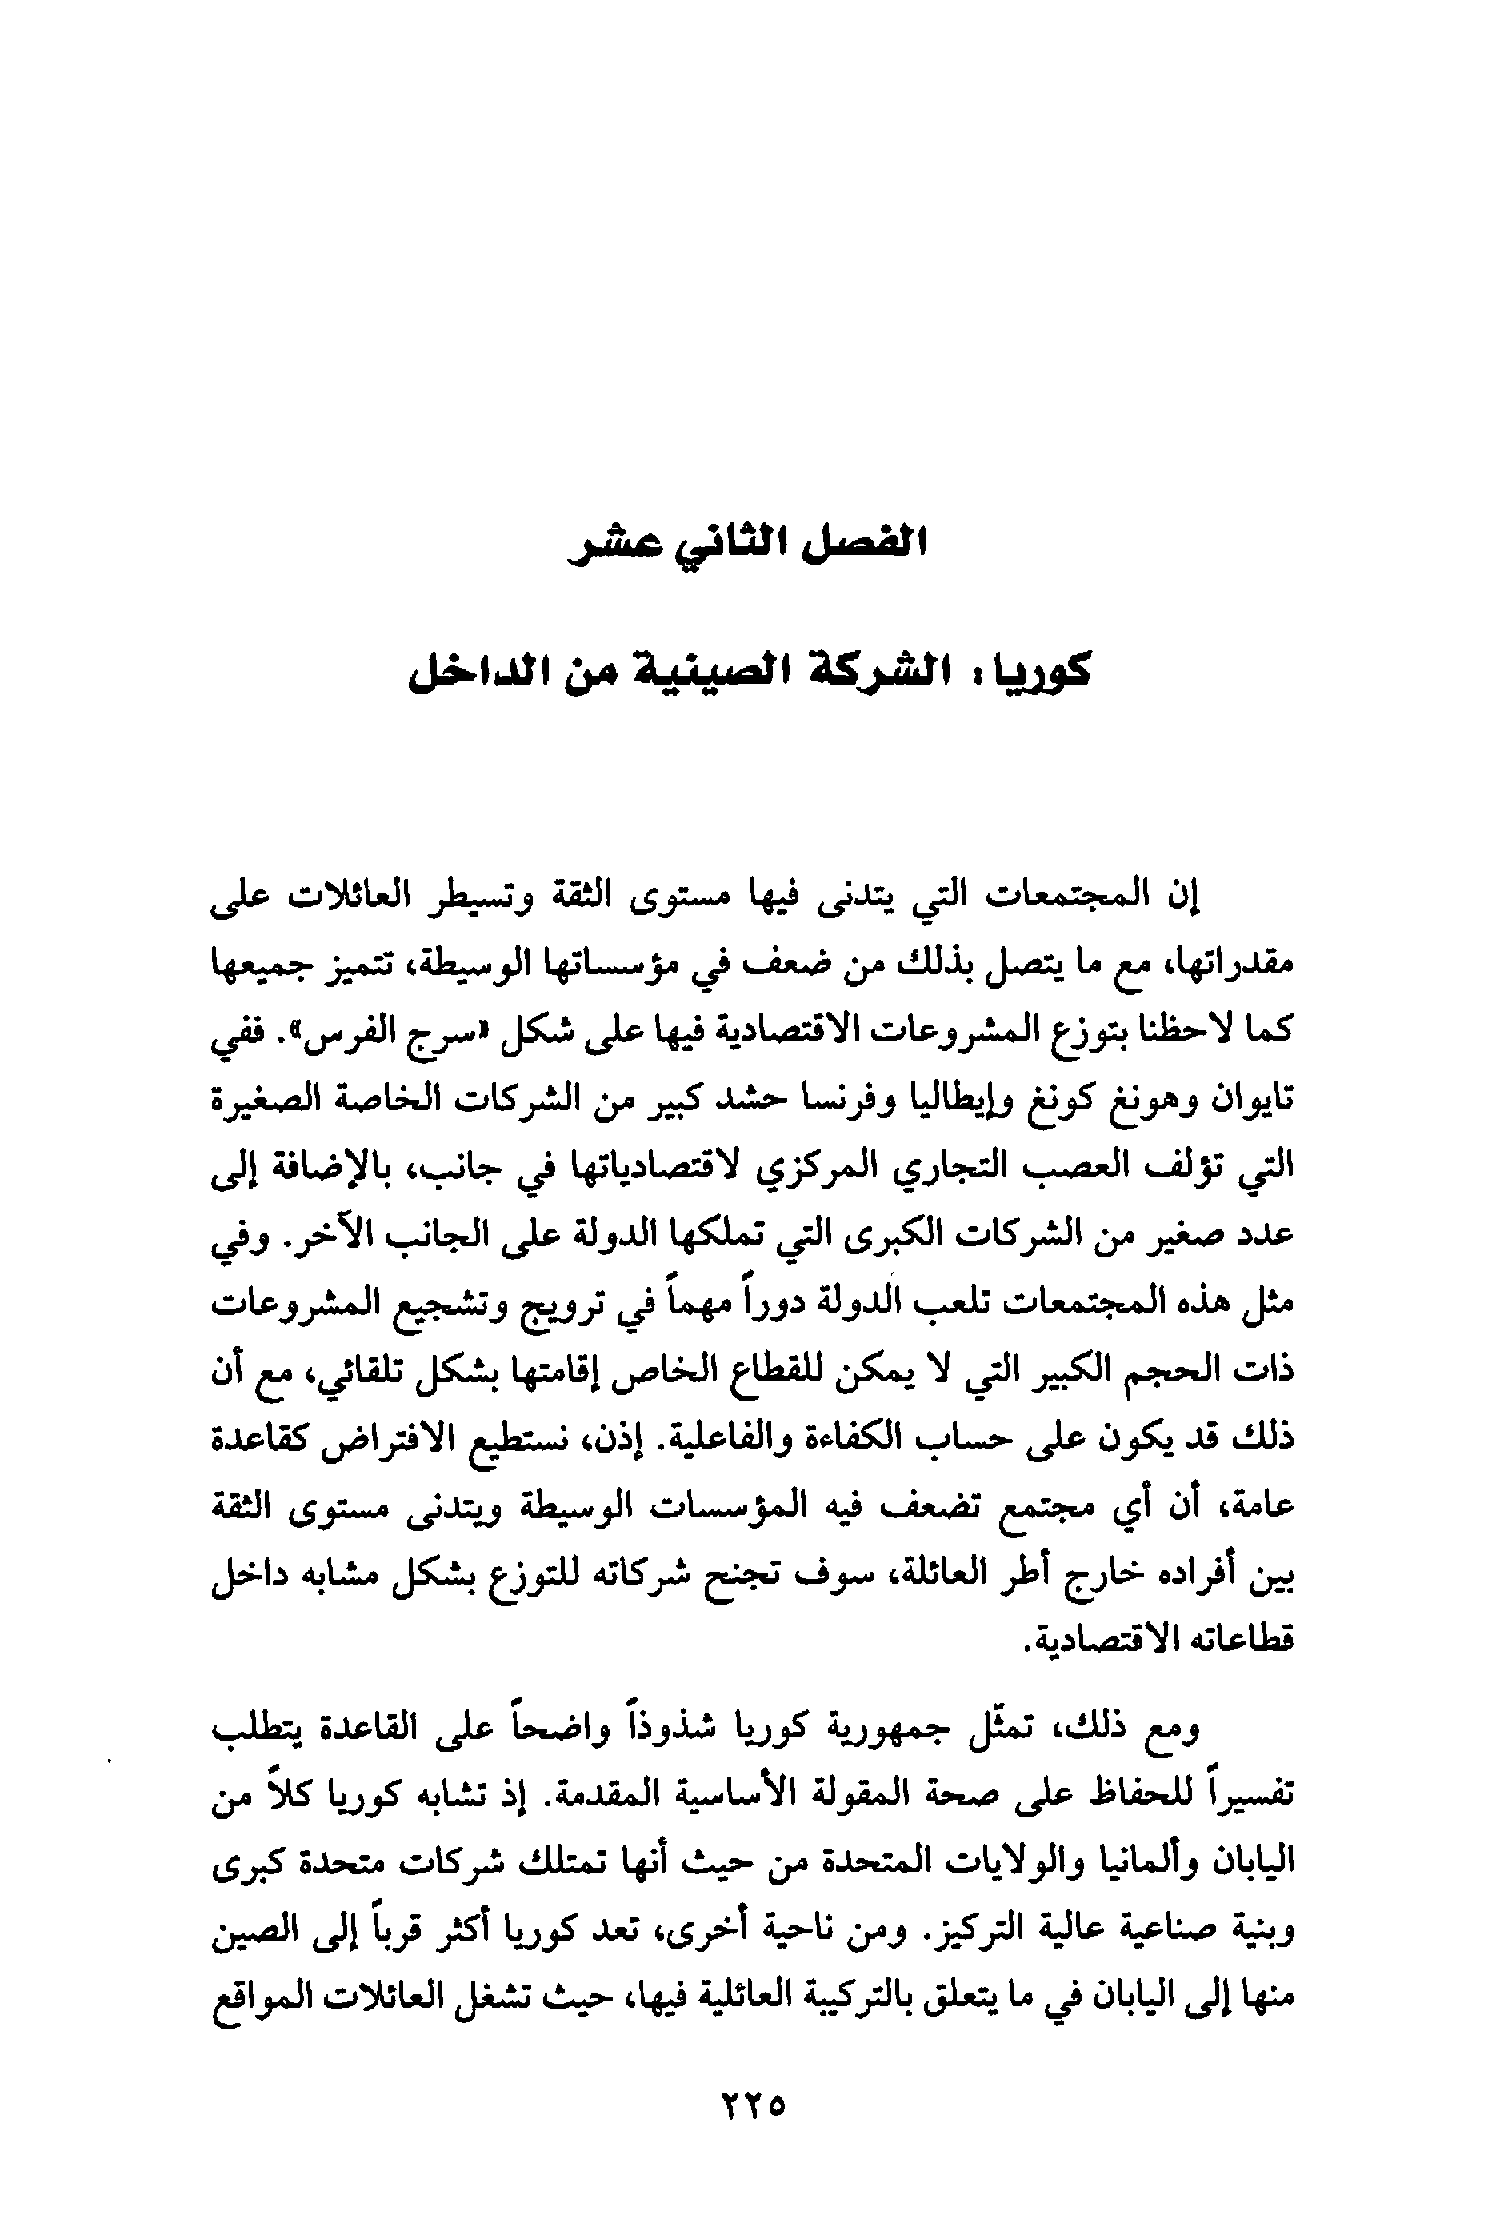 الفصل الثاني عشر
كوريا: الشركة الصينية من الداخل
إن المجتمعات التي يتدنى فيها مستوى الثقة وتسيطر العائلات على
مقدراتها، مع ما يتصل بذلك من ضعف في مؤسساتها الوسيطة، تتميز جميعها
كما لاحظنا بتوزع المشروعات الاقتصادية فيها على شكل «سرج الفرس». ففي
تايوان وهونغ كونغ وإيطاليا وفرنسا حشد كبير من الشركات الخاصة الصغيرة
التي تؤلف العصب التجاري المركزي لاقتصادياتها في جانب، بالإضافة إلى
عدد صغير من الشركات الكبرى التي تملكها الدولة على الجانب الآخر. وفي
مثل هذه المجتمعات تلعب الدولة دوراً مهماً في ترويج وتشجيع المشروعات
ذات الحجم الكبير التي لا يمكن للقطاع الخاص إقامتها بشكل تلقائي، مع أن
ذلك قد يكون على حساب الكفاءة والفاعلية. إذن، نستطيع الافتراض كقاعدة
عامة، أن أي مجتمع تضعف فيه المؤسسات الوسيطة ويتدنى مستوى الثقة
بين أفراده خارج أطر العائلة، سوف تجنح شركاته للتوزع بشكل مشابه داخل
قطاعاته الاقتصادية.
ومع ذلك، تمثّل جمهورية كوريا شذوذاً واضحاً على القاعدة يتطلب
تفسيراً للحفاظ على صحة المقولة الأساسية المقدمة. إذ تشابه كوريا كلاً من
اليابان وألمانيا والولايات المتحدة من حيث أنها تمتلك شركات متحدة كبرى
وبنية صناعية عالية التركيز. ومن ناحية أخرى، تعد كوريا أكثر قرباً إلى الصين
منها إلى اليابان في ما يتعلق بالتركيبة العائلية فيها، حيث تشغل العائلات المواقع
٢٢٥